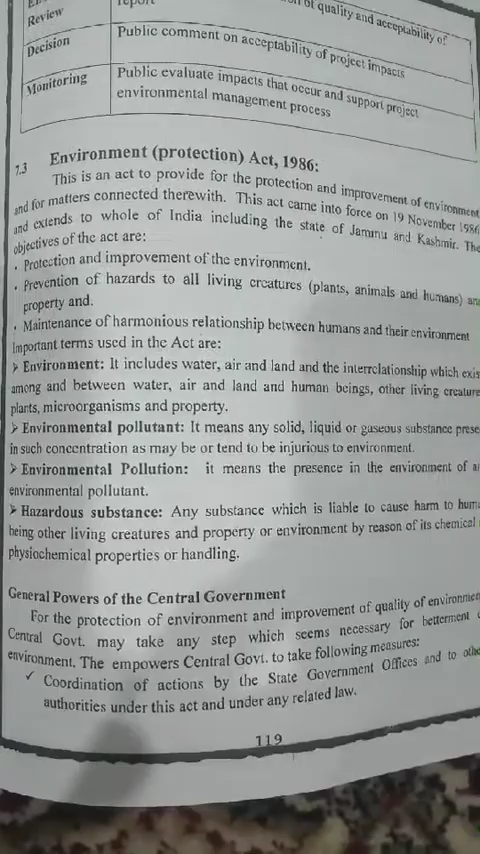 Review
report
of quality and acceptability of
Decision
Public comment on acceptability of project impacts
Monitoring
Public evaluate impacts that occur and support project
environmental management process
7.3 Environment (protection) Act, 1986:
This is an act to provide for the protection and improvement of environment
and for matters connected therewith. This act came into force on 19 November 1986
and extends to whole of India including the state of Jammu and Kashmir. The
objectives of the act are:
• Protection and improvement of the environment.
• Prevention of hazards to all living creatures (plants, animals and humans) an
property and.
• Maintenance of harmonious relationship between humans and their environment
Important terms used in the Act are:
➤ Environment: It includes water, air and land and the interrelationship which exis
among and between water, air and land and human beings, other living creature
plants, microorganisms and property.
➤ Environmental pollutant: It means any solid, liquid or gaseous substance prese
in such concentration as may be or tend to be injurious to environment.
➤ Environmental Pollution: it means the presence in the environment of a
environmental pollutant.
➤ Hazardous substance: Any substance which is liable to cause harm to huma
being other living creatures and property or environment by reason of its chemical
physiochemical properties or handling.
General Powers of the Central Government
For the protection of environment and improvement of quality of environmen
Central Govt. may take any step which seems necessary for betterment
environment. The empowers Central Govt. to take following measures:
✓ Coordination of actions by the State Government Offices and to othe
authorities under this act and under any related law.
119